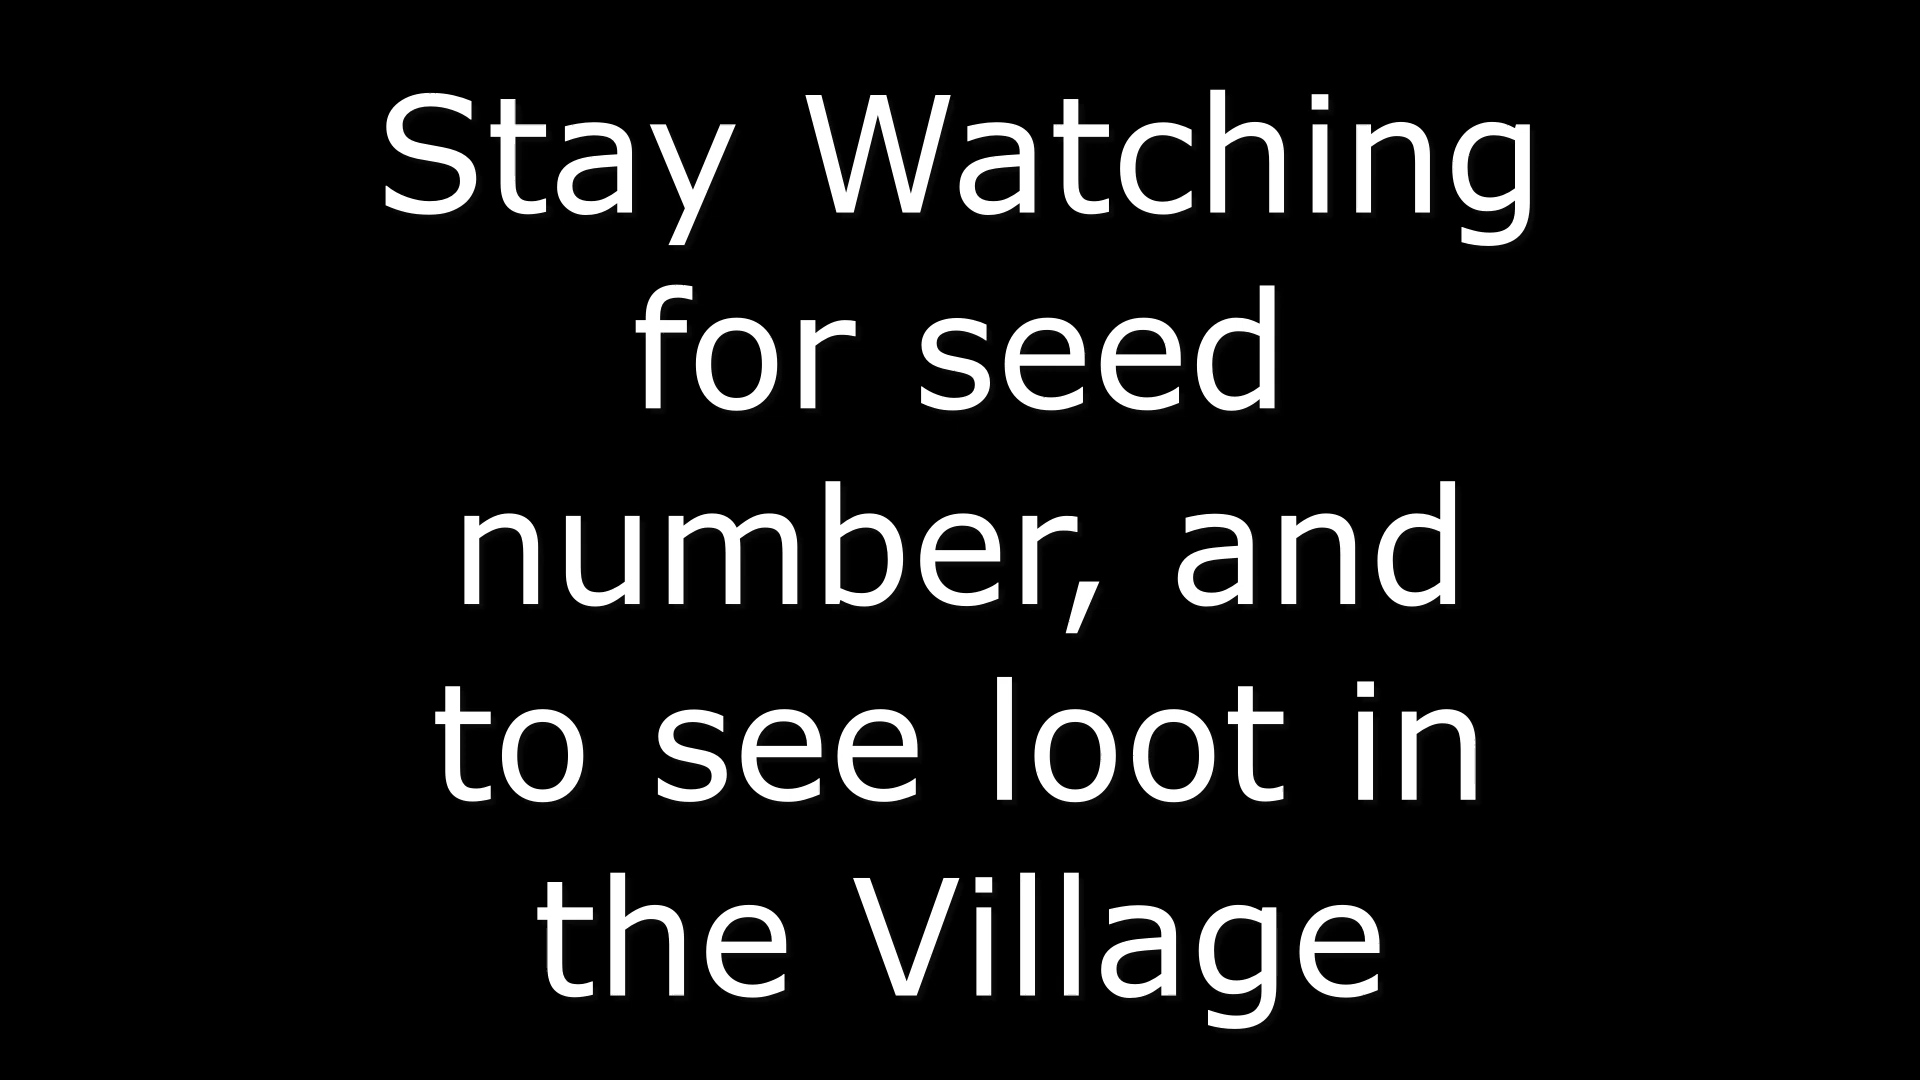 Stay Watching
for seed
number, and
to see loot in
the Village